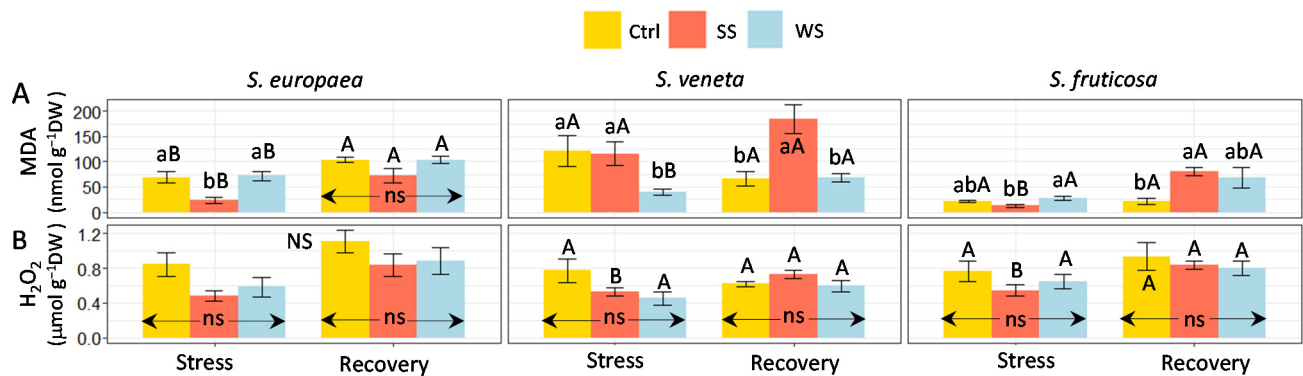 Ctrl SS WS
S. europaea S. veneta S. fruticosa
A
MDA
(nmol g⁻¹DW)
200
150
100
50
0
aB bB aB A A A
ns
aA aA bB bA aA bA
abA bB aA bA aA abA
B
H₂O₂
(µmol g⁻¹DW)
1.2
0.8
0.4
0.0
NS
ns ns
A B A A A A
ns ns
A B A A A A
ns ns
Stress Recovery Stress Recovery Stress Recovery